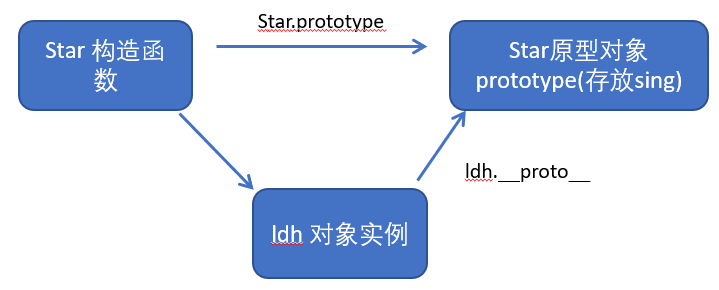 Star.prototype
Star 构造函
数
Star原型对象
prototype(存放sing)
ldh.__proto__
ldh 对象实例